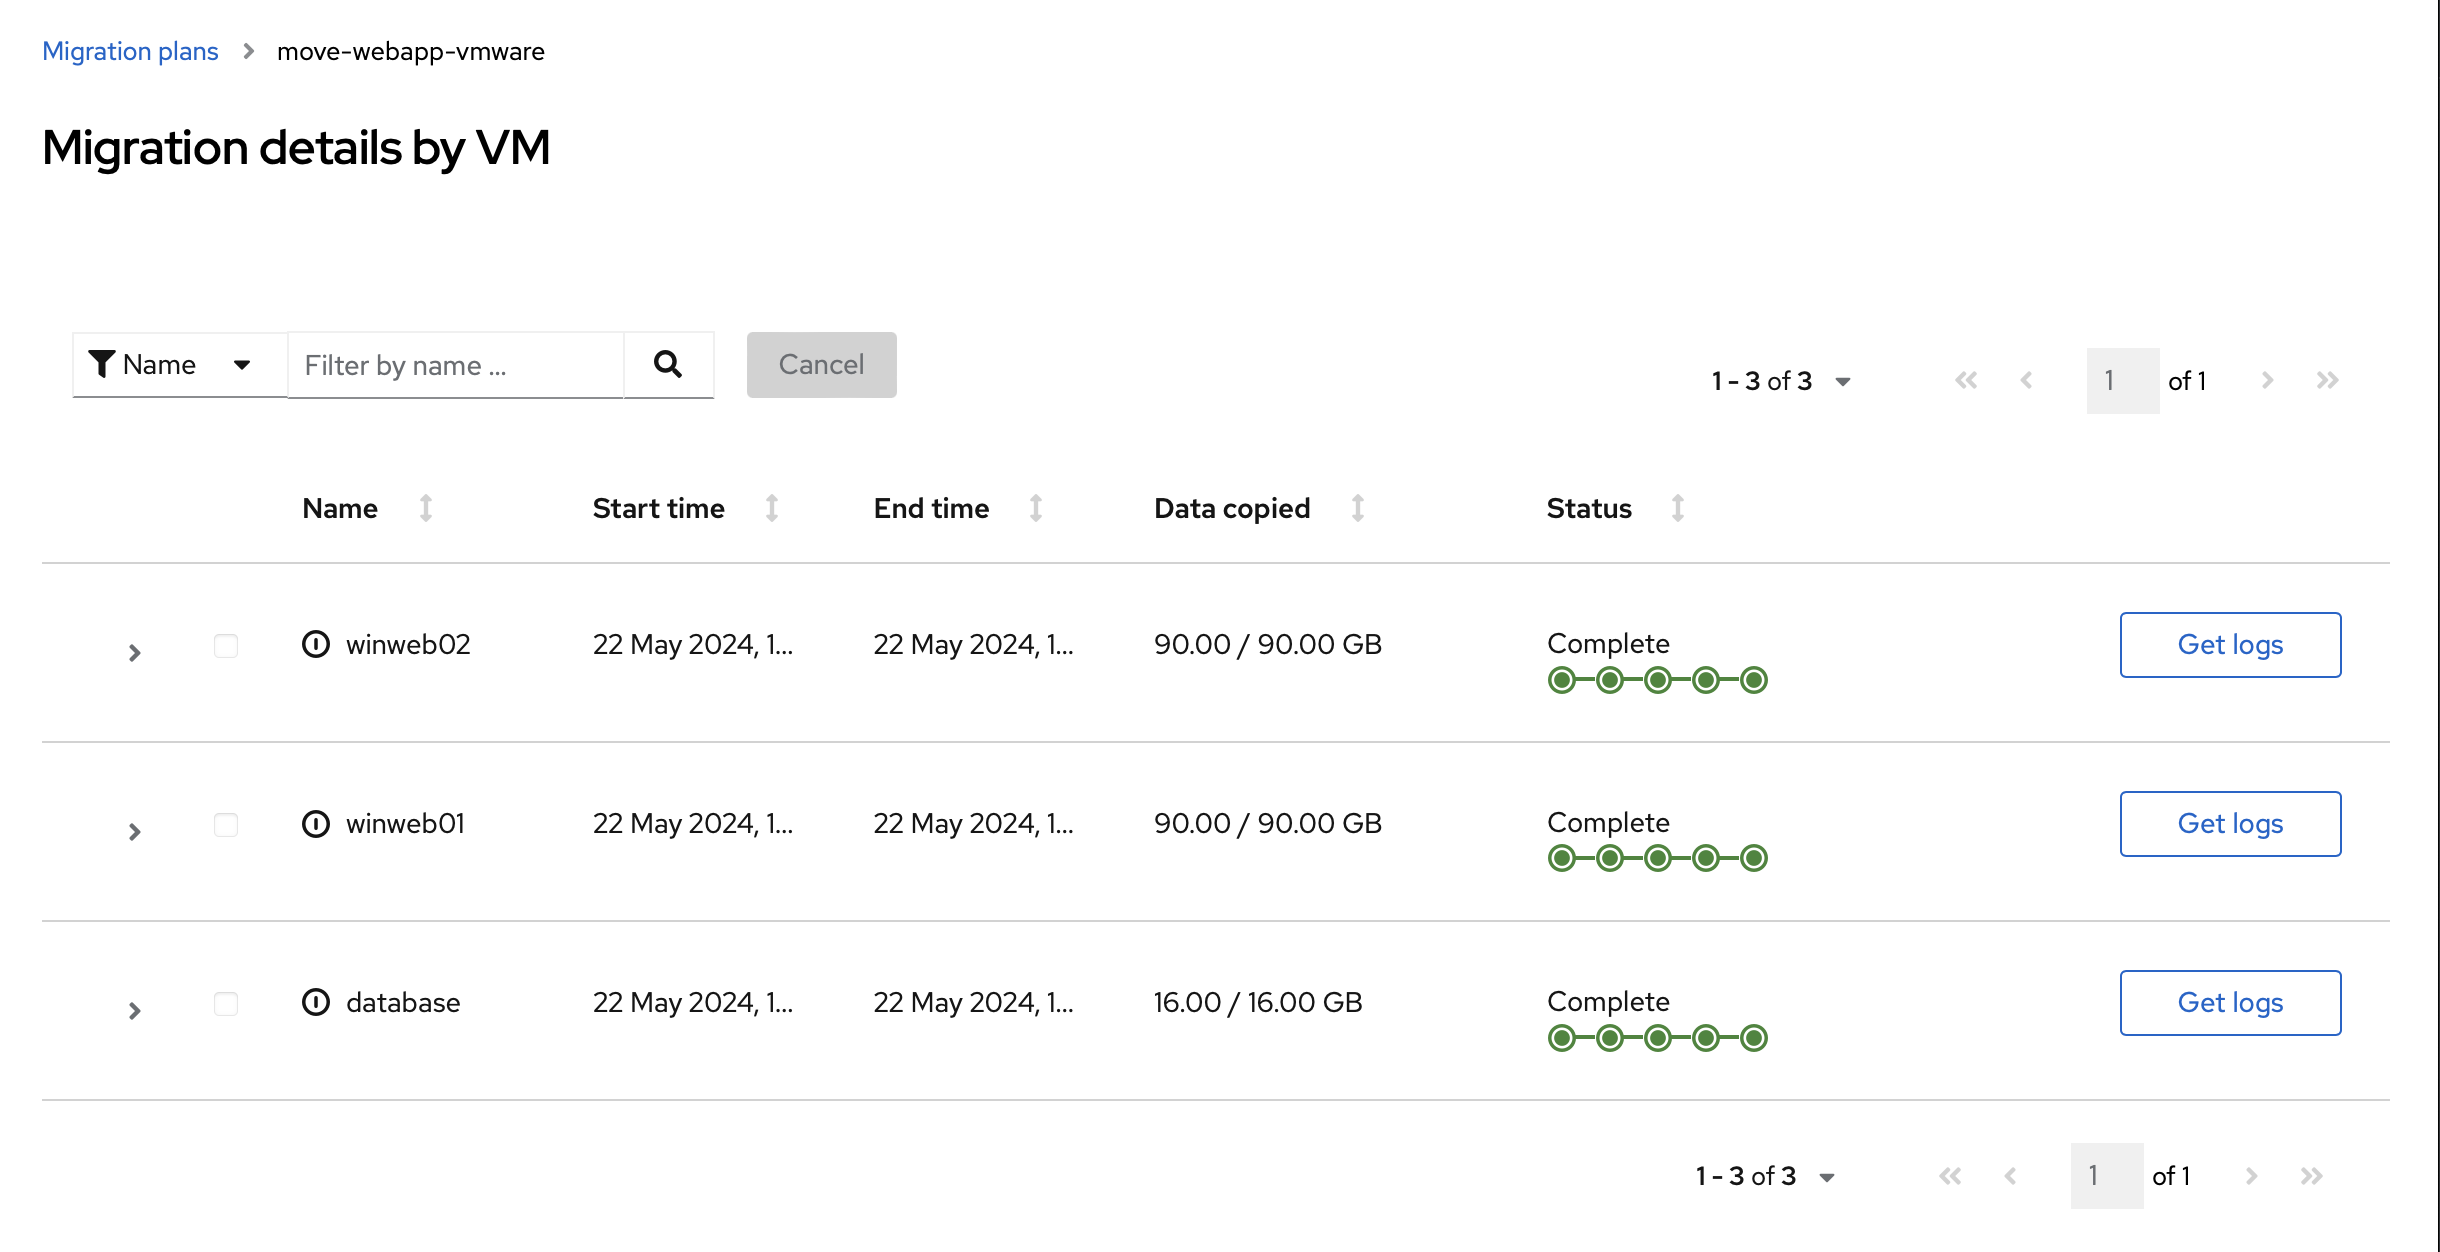 Migration plans move-webapp-vmware
Migration details by VM
Name Filter by name ... Cancel 1 - 3 of 3 1 of 1
Name Start time End time Data copied Status
winweb02 22 May 2024, 1... 22 May 2024, 1... 90.00 / 90.00 GB Complete Get logs
winweb01 22 May 2024, 1... 22 May 2024, 1... 90.00 / 90.00 GB Complete Get logs
database 22 May 2024, 1... 22 May 2024, 1... 16.00 / 16.00 GB Complete Get logs
1 - 3 of 3 1 of 1